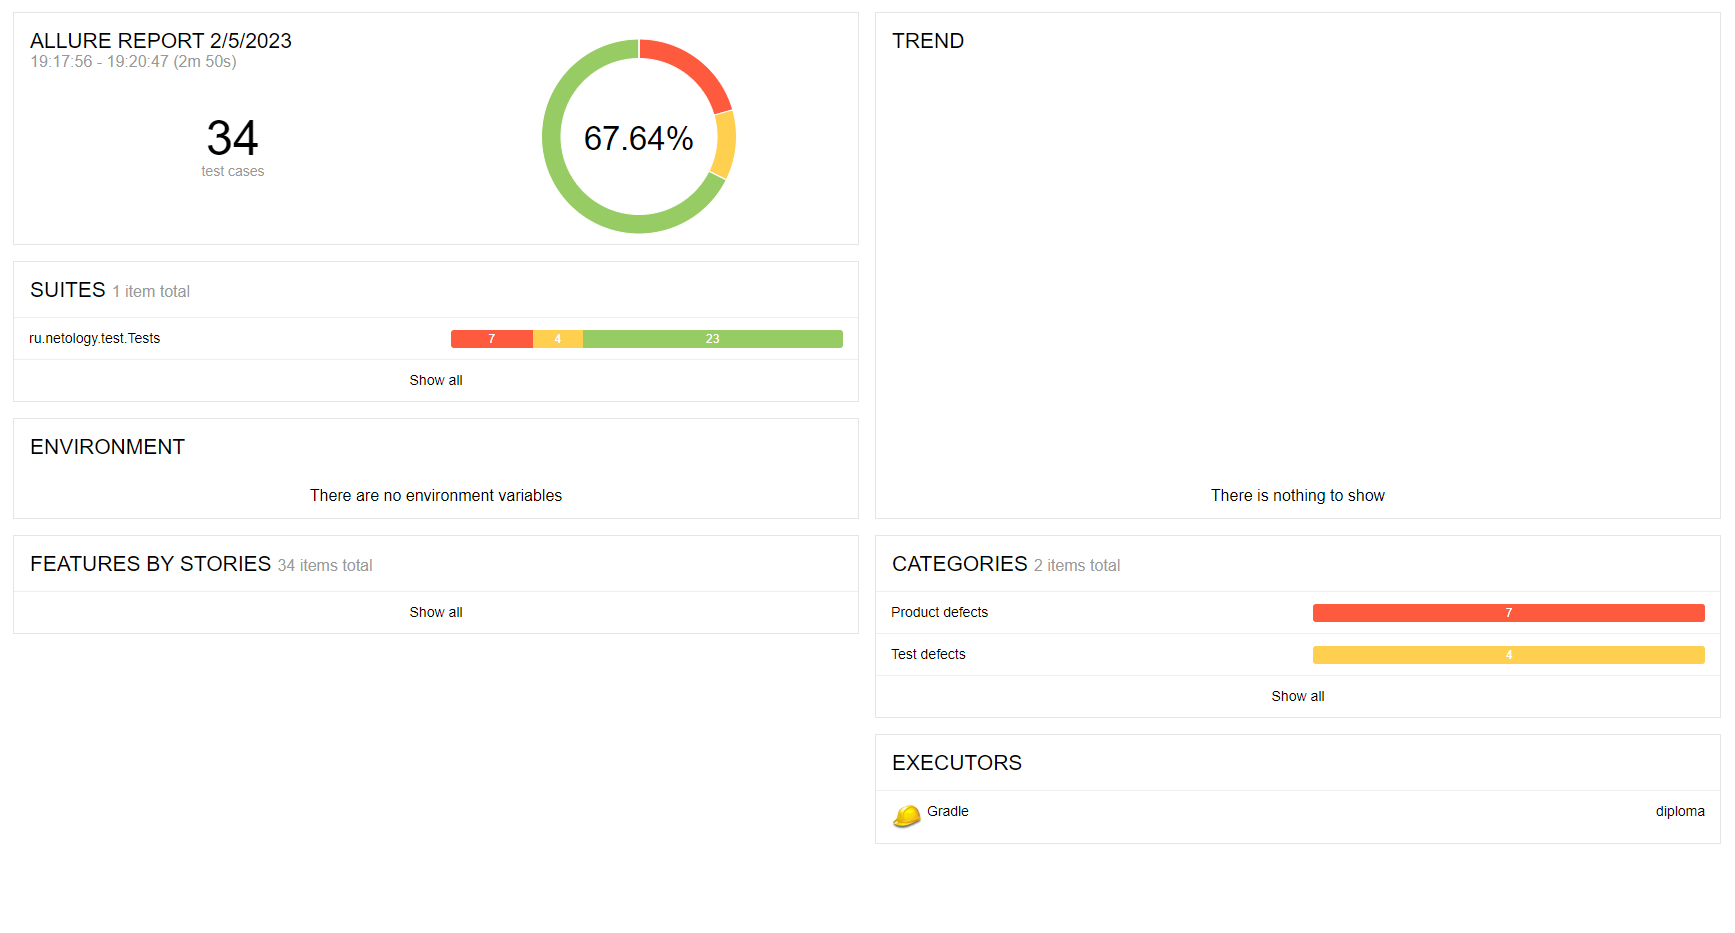 ALLURE REPORT 2/5/2023
19:17:56 - 19:20:47 (2m 50s)
34
test cases
67.64%
SUITES 1 item total
ru.netology.test.Tests
7 4 23
Show all
ENVIRONMENT
There are no environment variables
FEATURES BY STORIES 34 items total
Show all
TREND
There is nothing to show
CATEGORIES 2 items total
Product defects 7
Test defects 4
Show all
EXECUTORS
Gradle diploma